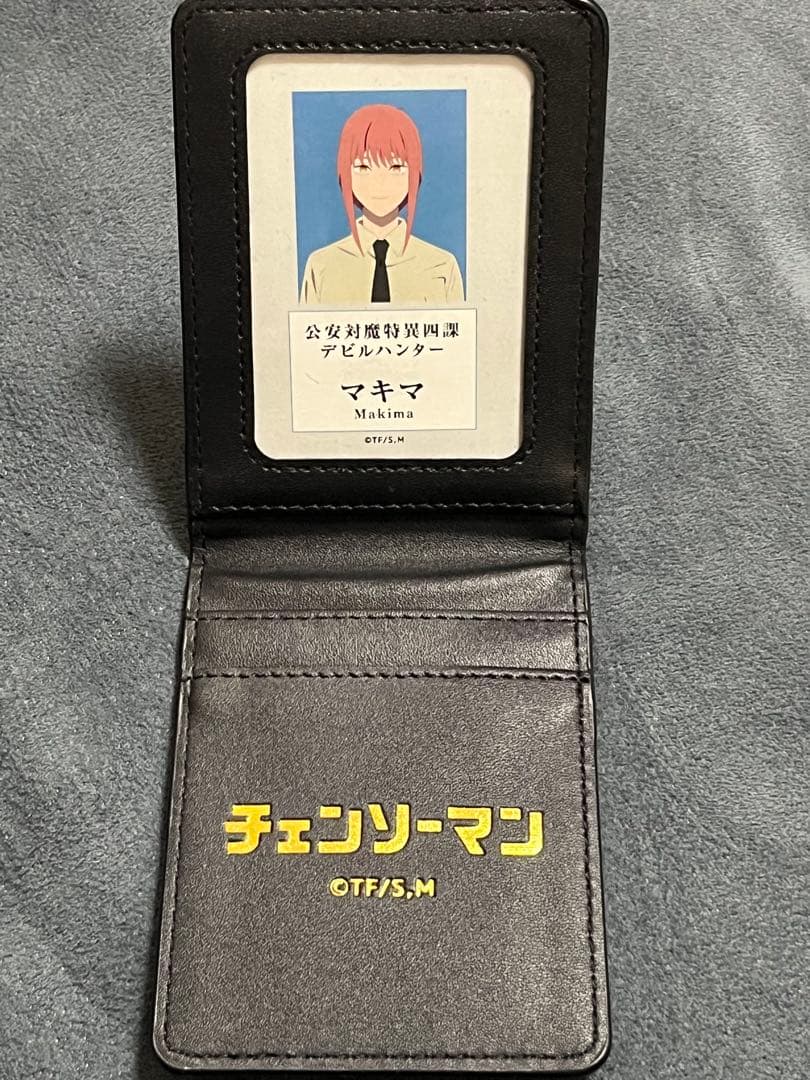 公安対魔特異四課
デビルハンター
マキマ
Makima
©TF/S,M
チェンソーマン
©TF/S,M